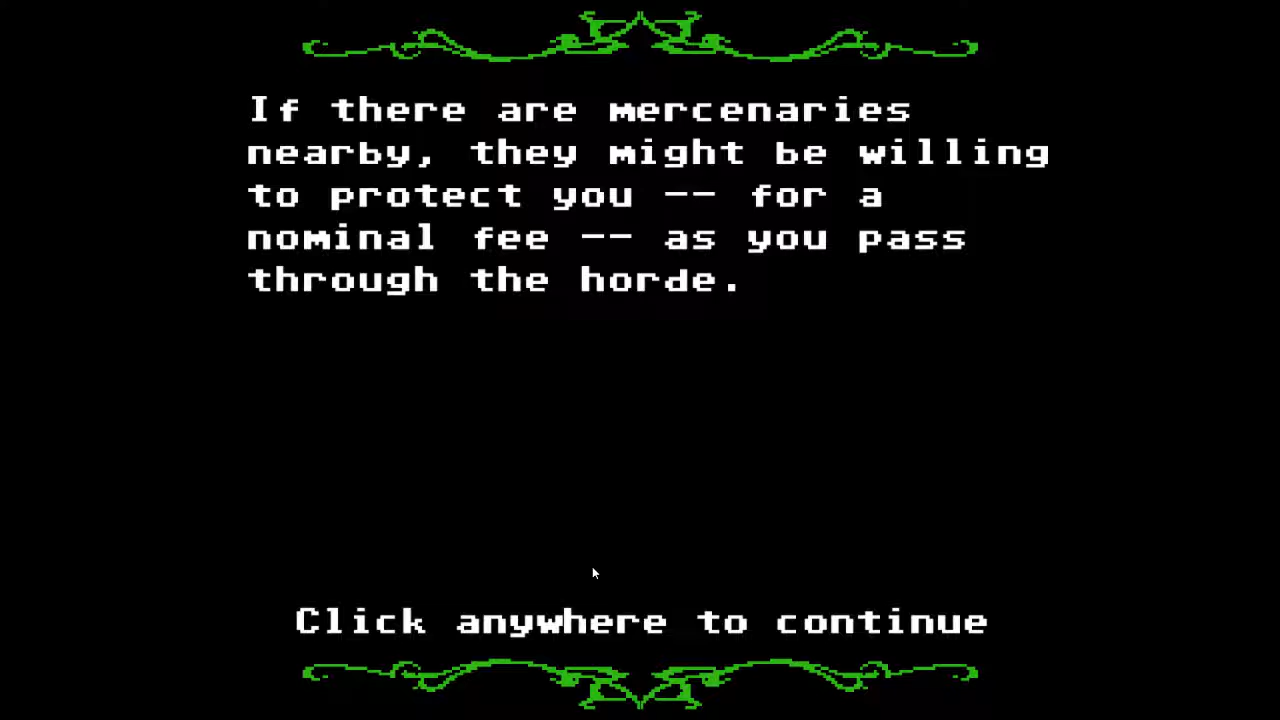 If there are mercenaries
nearby, they might be willing
to protect you -- for a
nominal fee -- as you pass
through the horde.
Click anywhere to continue